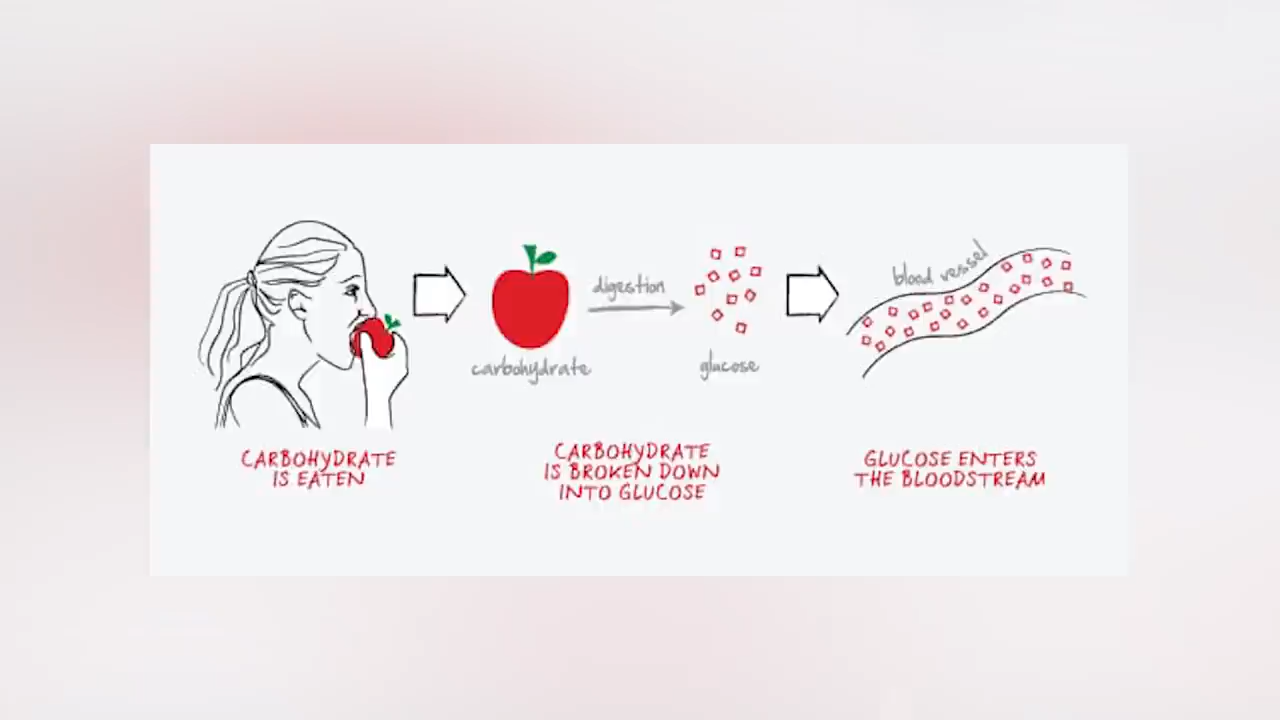 digestion
carbohydrate
glucose
blood vessel
CARBOHYDRATE
IS EATEN
CARBOHYDRATE
IS BROKEN DOWN
INTO GLUCOSE
GLUCOSE ENTERS
THE BLOODSTREAM